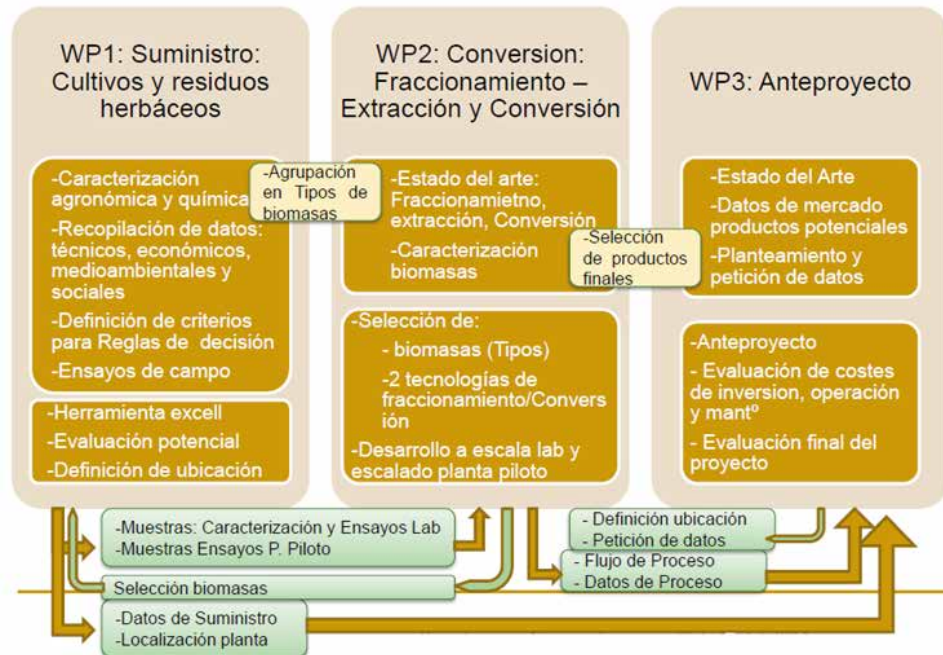 WP1: Suministro:
Cultivos y residuos
herbáceos
-Caracterización
agronómica y química
-Recopilación de datos:
técnicos, económicos,
medioambientales y
sociales
-Definición de criterios
para Reglas de decisión
-Ensayos de campo
-Herramienta excell
-Evaluación potencial
-Definición de ubicación
-Agrupación
en Tipos de
biomasas
WP2: Conversion:
Fraccionamiento –
Extracción y Conversión
-Estado del arte:
Fraccionamietno,
extracción, Conversión
-Caracterización
biomasas
-Selección de:
- biomasas (Tipos)
-2 tecnologías de
fraccionamiento/Convers
ión
-Desarrollo a escala lab y
escalado planta piloto
-Selección
de productos
finales
WP3: Anteproyecto
-Estado del Arte
-Datos de mercado
productos potenciales
-Planteamiento y
petición de datos
-Anteproyecto
- Evaluación de costes
de inversion, operación
y mantº
- Evaluación final del
proyecto
-Muestras: Caracterización y Ensayos Lab
-Muestras Ensayos P. Piloto
Selección biomasas
-Datos de Suministro
-Localización planta
- Definición ubicación
- Petición de datos
- Flujo de Proceso
- Datos de Proceso